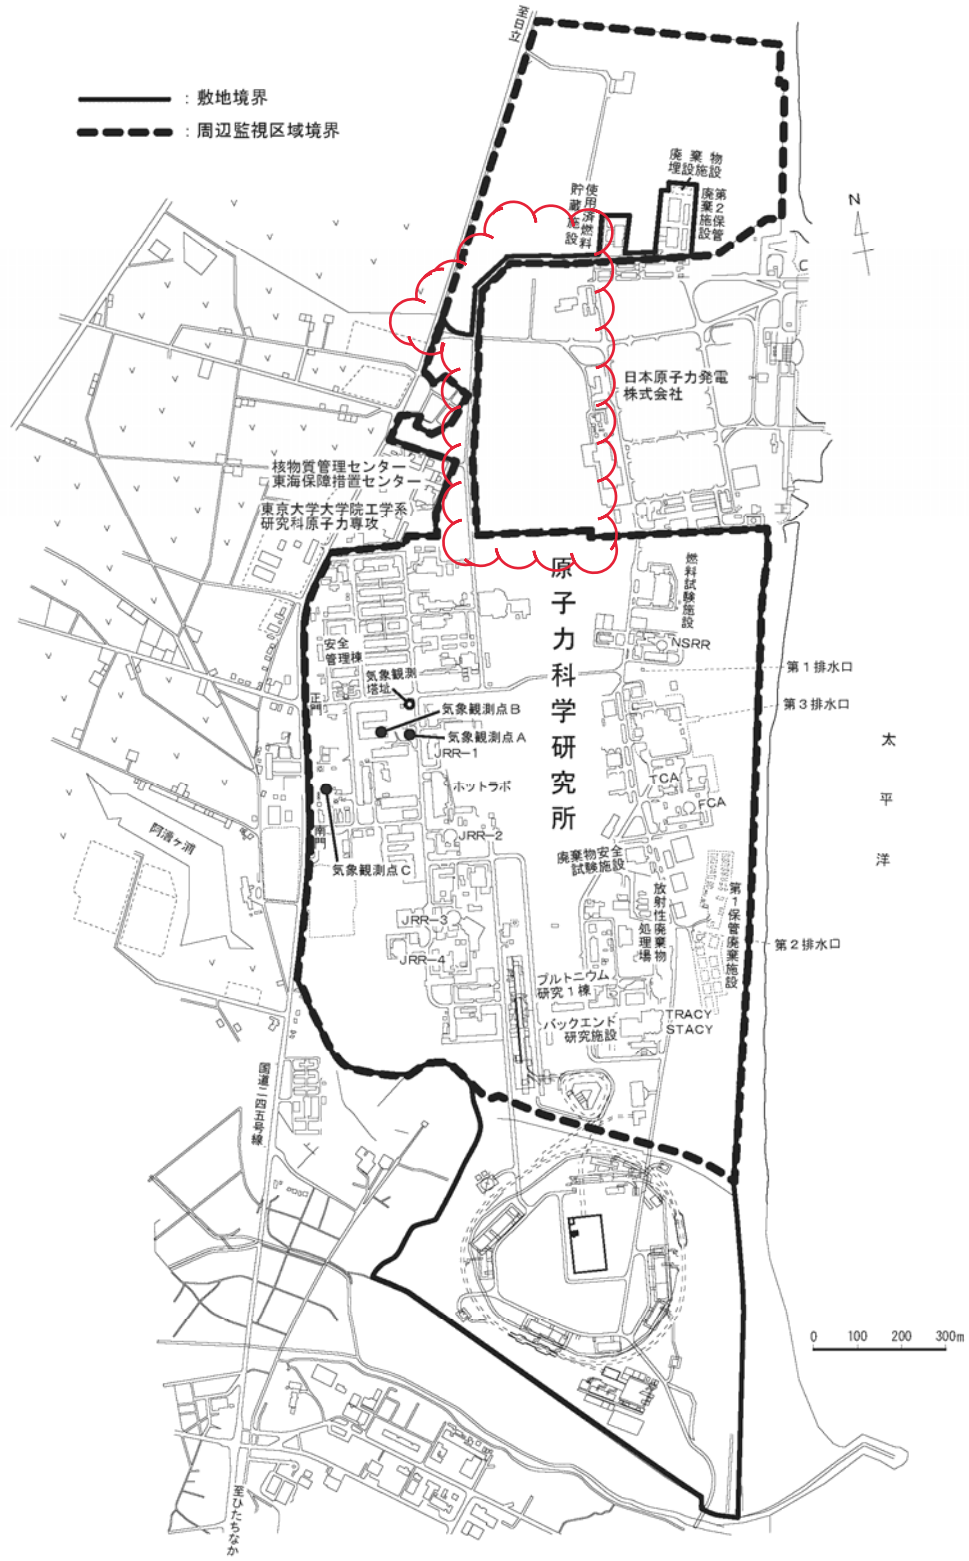 至日立
：敷地境界
：周辺監視区域境界
廃棄物
埋設施設
使用済燃料
貯蔵施設
第2保管
廃棄施設
N
C
日本原子力発電
株式会社
核物質管理センター
東海保障措置センター
東京大学大学院工学系
研究科原子力専攻
原子力科学研究所
燃料試験施設
NSRR
安全
管理棟
気象観測
塔址
正門
気象観測点B
気象観測点A
JRR-1
第1排水口
第3排水口
太平洋
TCA
FCA
ホットラボ
JRR-2
南門
気象観測点C
阿漕ヶ浦
廃棄物安全
試験施設
放射性廃棄物
処理場
第1保管廃棄施設
第2排水口
JRR-3
JRR-4
プルトニウム
研究1棟
バックエンド
研究施設
TRACY
STACY
国道二四五号線
0 100 200 300m
至ひたちなか